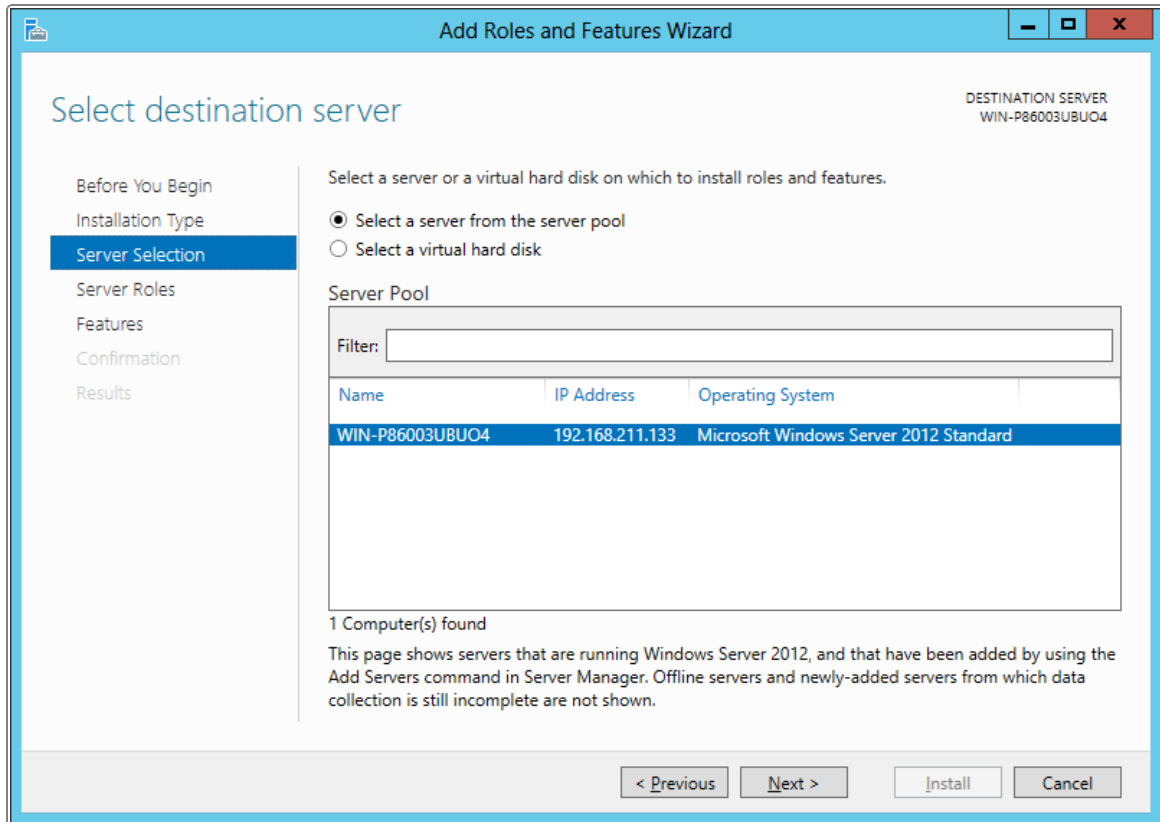 Add Roles and Features Wizard
Select destination server
DESTINATION SERVER
WIN-P86003UBUO4
Before You Begin
Installation Type
Server Selection
Server Roles
Features
Confirmation
Results
Select a server or a virtual hard disk on which to install roles and features.
Select a server from the server pool
Select a virtual hard disk
Server Pool
Filter:
Name IP Address Operating System
WIN-P86003UBUO4 192.168.211.133 Microsoft Windows Server 2012 Standard
1 Computer(s) found
This page shows servers that are running Windows Server 2012, and that have been added by using the
Add Servers command in Server Manager. Offline servers and newly-added servers from which data
collection is still incomplete are not shown.
< Previous Next > Install Cancel